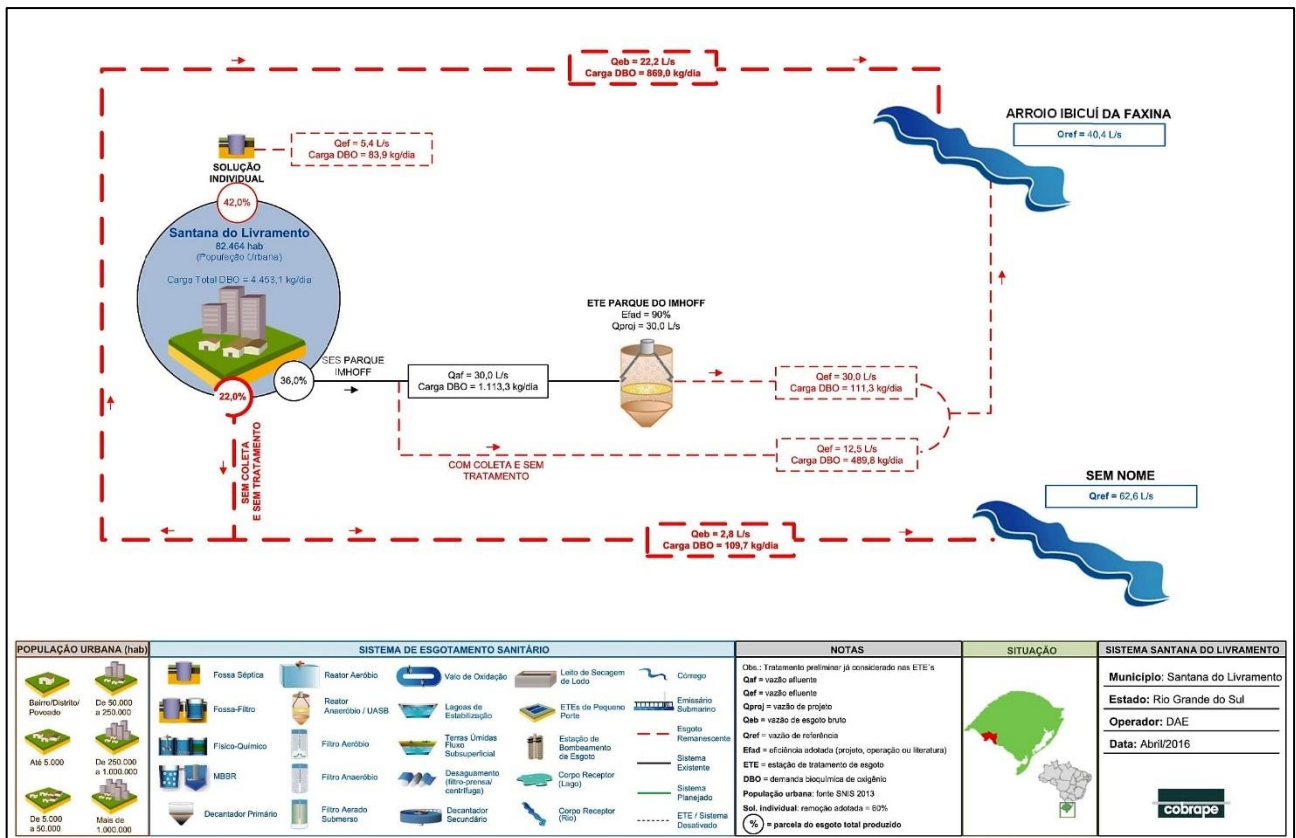 Qeb = 22,2 L/s
Carga DBO = 869,0 kg/dia
ARROIO IBICUÍ DA FAXINA
Qref = 40,4 L/s
Qef = 5,4 L/s
Carga DBO = 83,9 kg/dia
SOLUÇÃO
INDIVIDUAL
42,0%
Santana do Livramento
82.464 hab
(População Urbana)
Carga Total DBO = 4.453,1 kg/dia
ETE PARQUE DO IMHOFF
Efad = 90%
Qproj = 30,0 L/s
SES PARQUE
IMHOFF
36,0%
22,0%
Qaf = 30,0 L/s
Carga DBO = 1.113,3 kg/dia
Qef = 30,0 L/s
Carga DBO = 111,3 kg/dia
Qef = 12,5 L/s
Carga DBO = 489,8 kg/dia
COM COLETA E SEM
TRATAMENTO
SEM COLETA
E SEM TRATAMENTO
SEM NOME
Qref = 62,6 L/s
Qeb = 2,8 L/s
Carga DBO = 109,7 kg/dia
POPULAÇÃO URBANA (hab)
Bairro/Distrito/
Povoado
De 50.000
a 250.000
Até 5.000
De 250.000
a 1.000.000
De 5.000
a 50.000
Mais de
1.000.000
SISTEMA DE ESGOTAMENTO SANITÁRIO
Fossa Séptica
Fossa-Filtro
Físico-Químico
MBBR
Decantador Primário
Reator Aeróbio
Reator
Anaeróbio / UASB
Filtro Aeróbio
Filtro Anaeróbio
Filtro Aerado
Submerso
Valo de Oxidação
Lagoas de
Estabilização
Terras Úmidas
Fluxo
Subsuperficial
Desaguamento
(filtro-prensa/
centrífuga)
Decantador
Secundário
Leito de Secagem
de Lodo
ETEs de Pequeno
Porte
Estação de
Bombeamento
de Esgoto
Corpo Receptor
(Lago)
Corpo Receptor
(Rio)
Córrego
Emissário
Submarino
Esgoto
Remanescente
Sistema
Existente
Sistema
Planejado
ETE / Sistema
Desativado
NOTAS
Obs.: Tratamento preliminar já considerado nas ETE´s
Qaf = vazão afluente
Qef = vazão efluente
Qproj = vazão de projeto
Qeb = vazão de esgoto bruto
Qref = vazão de referência
Efad = eficiência adotada (projeto, operação ou literatura)
ETE = estação de tratamento de esgoto
DBO = demanda bioquímica de oxigênio
População urbana: fonte SNIS 2013
Sol. individual: remoção adotada = 60%
% = parcela do esgoto total produzido
SITUAÇÃO
SISTEMA SANTANA DO LIVRAMENTO
Município: Santana do Livramento
Estado: Rio Grande do Sul
Operador: DAE
Data: Abril/2016
cobrape